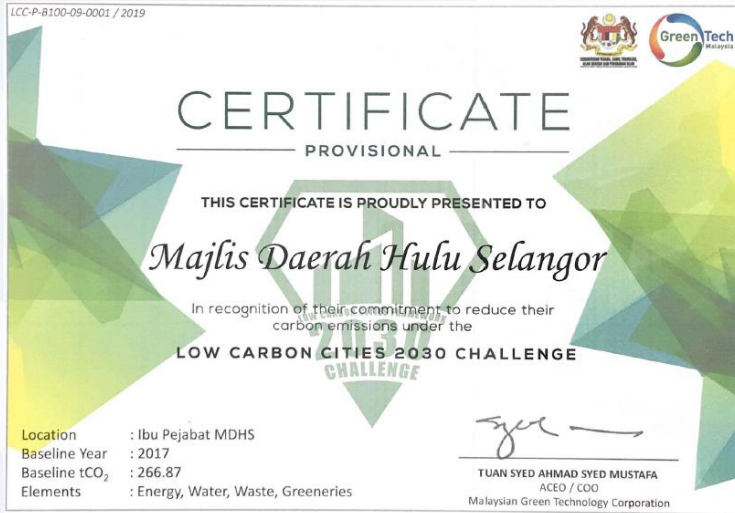 LCC-P-B100-09-0001 / 2019
Green Tech
Malaysia
CERTIFICATE
PROVISIONAL
THIS CERTIFICATE IS PROUDLY PRESENTED TO
Majlis Daerah Hulu Selangor
In recognition of their commitment to reduce their
carbon emissions under the
LOW CARBON CITIES 2030 CHALLENGE
2030
CHALLENGE
Location : Ibu Pejabat MDHS
Baseline Year : 2017
Baseline tCO₂ : 266.87
Elements : Energy, Water, Waste, Greeneries
TUAN SYED AHMAD SYED MUSTAFA
ACEO / COO
Malaysian Green Technology Corporation